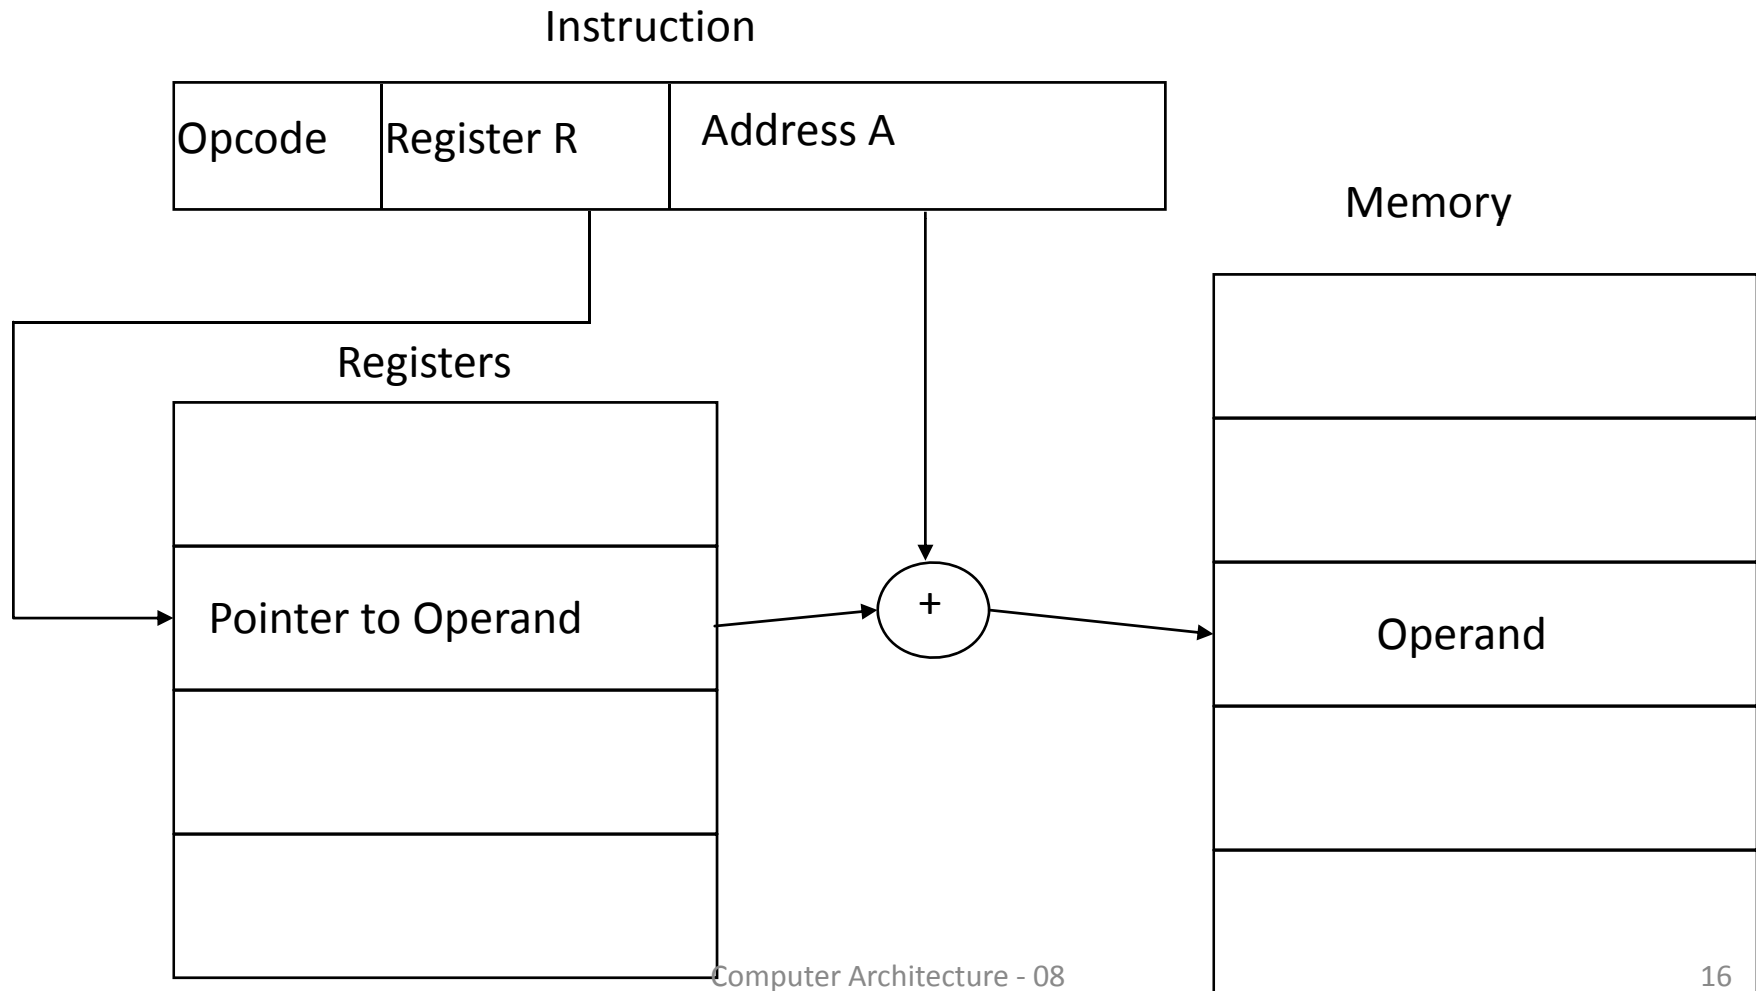 Instruction
Opcode
Register R
Address A
Memory
Registers
Pointer to Operand
+
Operand
Computer Architecture - 08
16